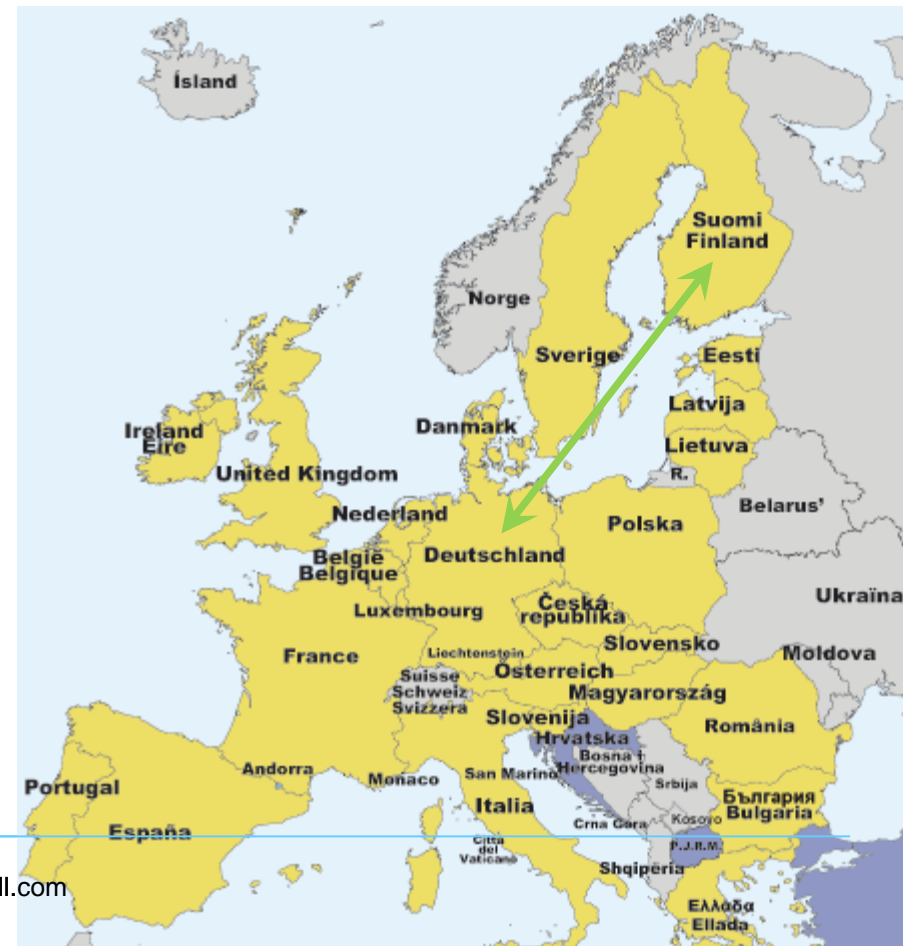 Ísland
Suomi
Finland
Norge
Sverige
Eesti
Latvija
Danmark
Ireland
Eire
Lietuva
R.
United Kingdom
Belarus'
Nederland
Polska
België
Belgique
Deutschland
Ukraïna
Česká
republika
Luxembourg
Slovensko
Liechtenstein
Moldova
France
Österreich
Suisse
Schweiz
Svizzera
Magyarország
Slovenija
România
Hrvatska
Bosna i
Hercegovina
Andorra
Monaco
San Marino
Srbija
Portugal
България
Bulgaria
Italia
Crna Gora
Kosovo
España
Città
del
Vaticano
P.J.R.M.
Shqipëria
ll.com
Ελλάδα
Ellada